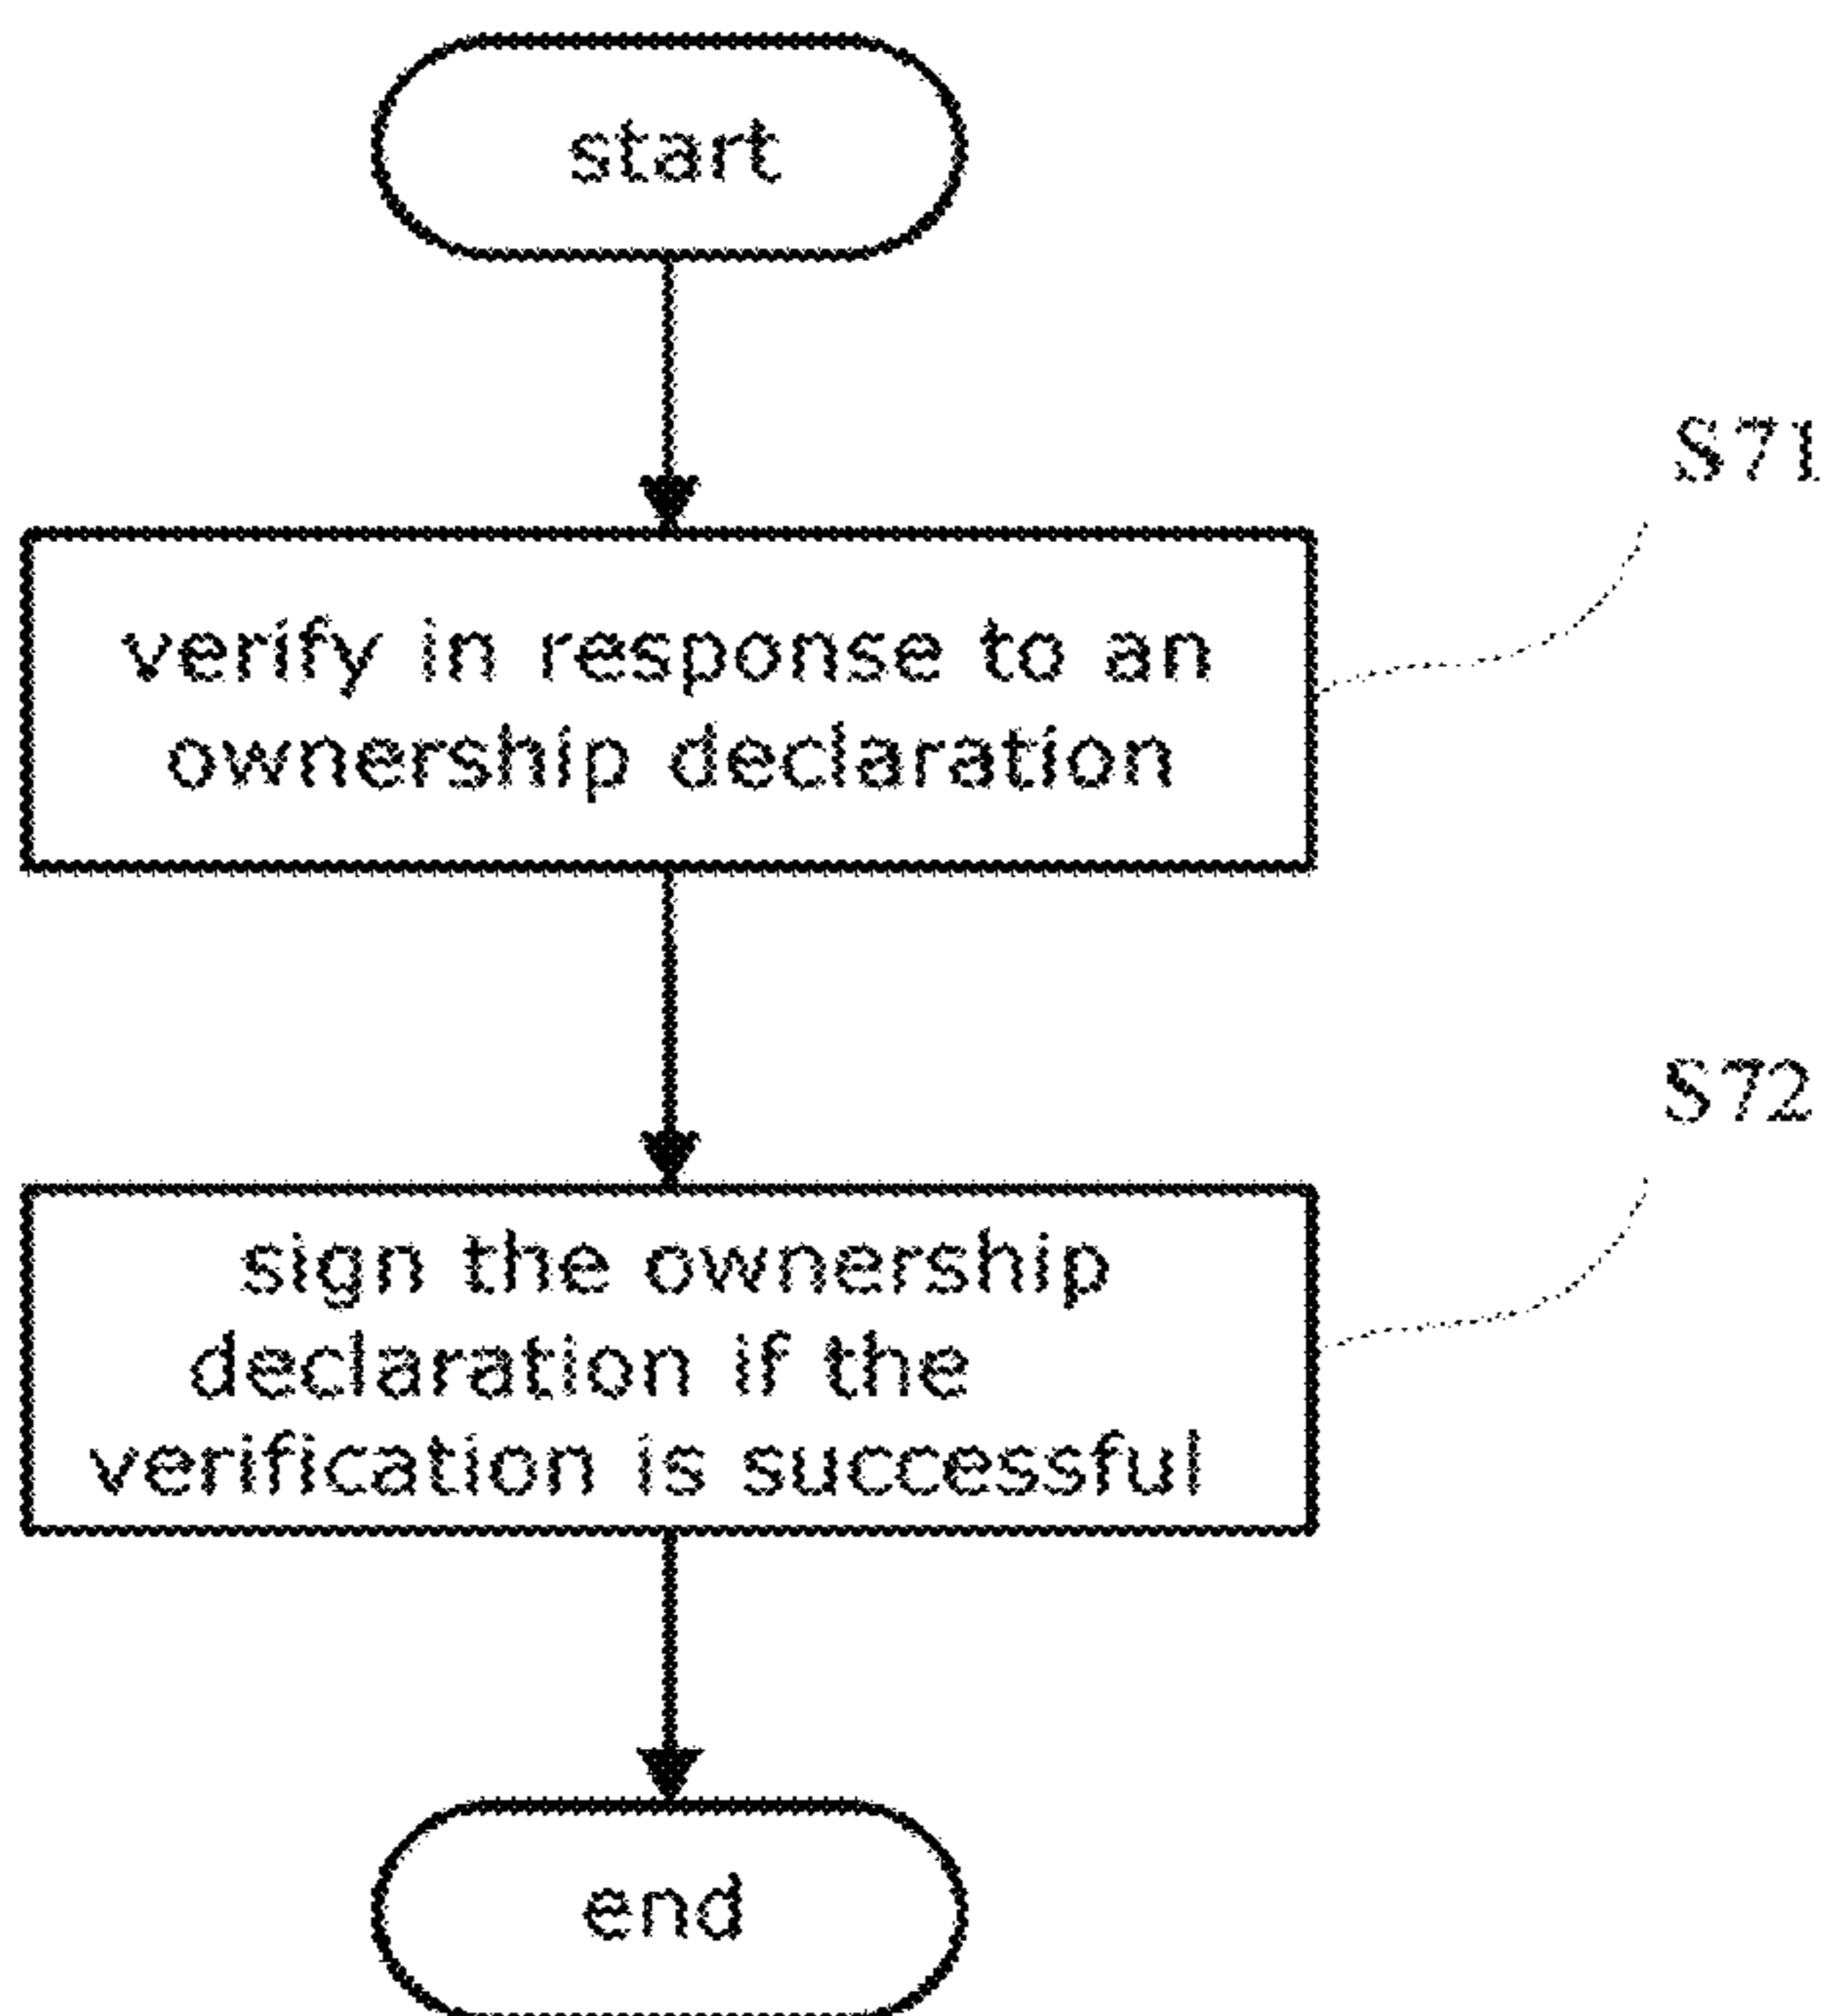 start
S71
verify in response to an
ownership declaration
S72
sign the ownership
declaration if the
verification is successful
end